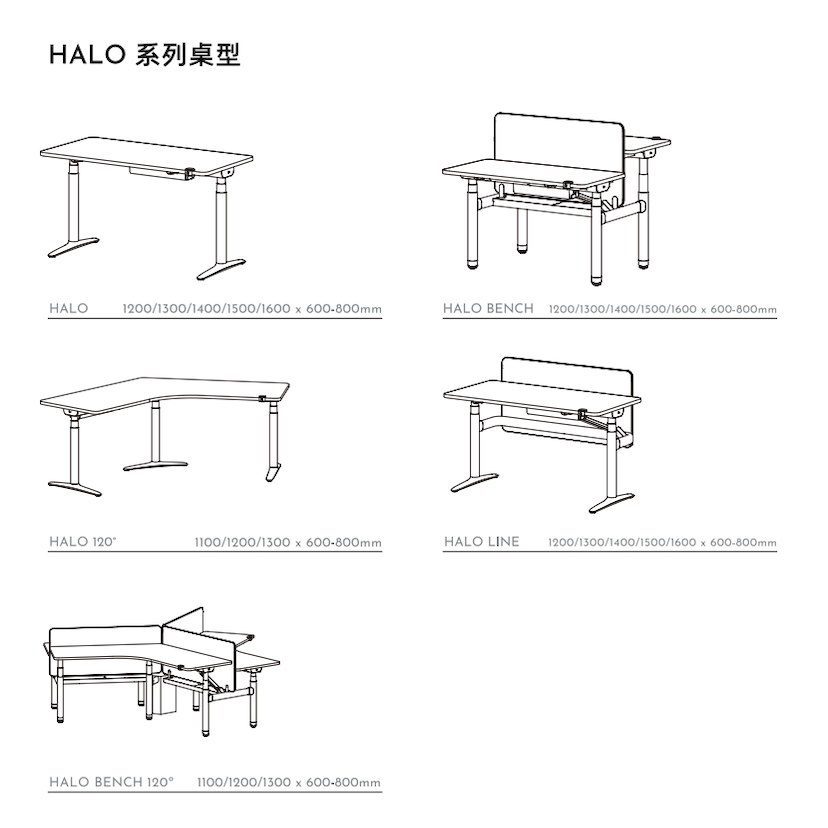 HALO 系列桌型
HALO 1200/1300/1400/1500/1600 x 600-800mm
HALO BENCH 1200/1300/1400/1500/1600 x 600-800mm
HALO 120° 1100/1200/1300 x 600-800mm
HALO LINE 1200/1300/1400/1500/1600 x 600-800mm
HALO BENCH 120° 1100/1200/1300 x 600-800mm